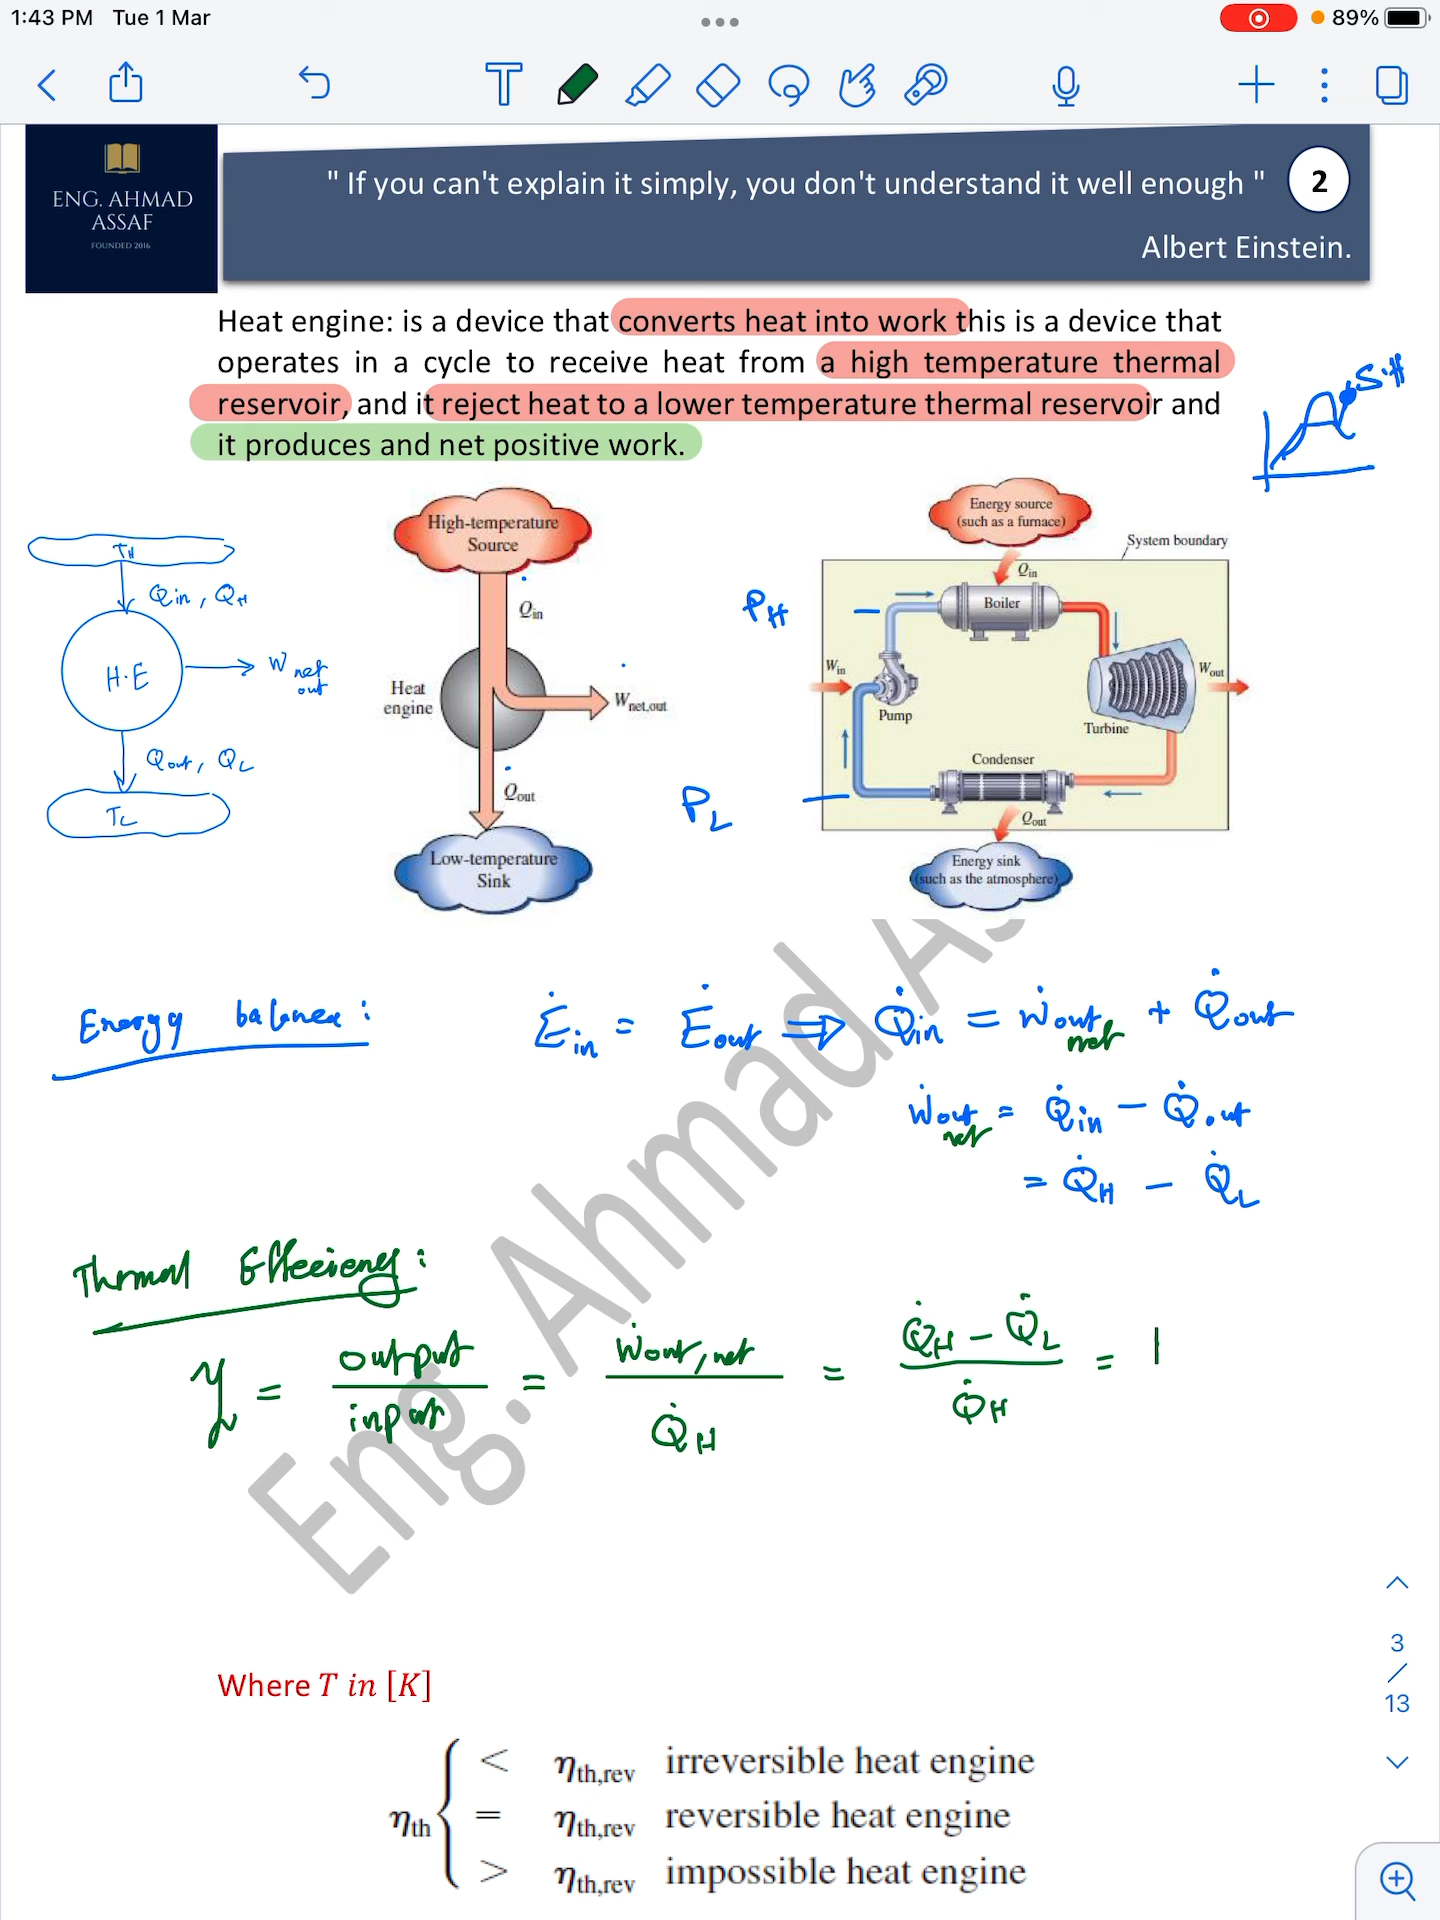 1:43 PM Tue 1 Mar
89%
T
ENG. AHMAD
ASSAF
FOUNDED 2016
" If you can't explain it simply, you don't understand it well enough "
2
Albert Einstein.
Heat engine: is a device that converts heat into work this is a device that
operates in a cycle to receive heat from a high temperature thermal
reservoir, and it reject heat to a lower temperature thermal reservoir and
it produces and net positive work.
S.H
TH
Qin, QH
H.E
W net out
Qout, QL
TL
High-temperature
Source
Q̇in
Heat
engine
Ẇnet,out
Q̇out
Low-temperature
Sink
PH
PL
Energy source
(such as a furnace)
System boundary
Qin
Boiler
Win
Wout
Pump
Turbine
Condenser
Qout
Energy sink
(such as the atmosphere)
Energy balance:
Ėin = Ėout ⇒ Q̇in = Ẇout net + Q̇out
Ẇout net = Q̇in − Q̇out
= Q̇H − Q̇L
Thrmal Effeciency:
η = output/input = Ẇout,net/Q̇H = (Q̇H − Q̇L)/Q̇H = 1
Eng. Ahmad As
Where T in [K]
3
/
13
ηth { < ηth,rev irreversible heat engine
= ηth,rev reversible heat engine
> ηth,rev impossible heat engine